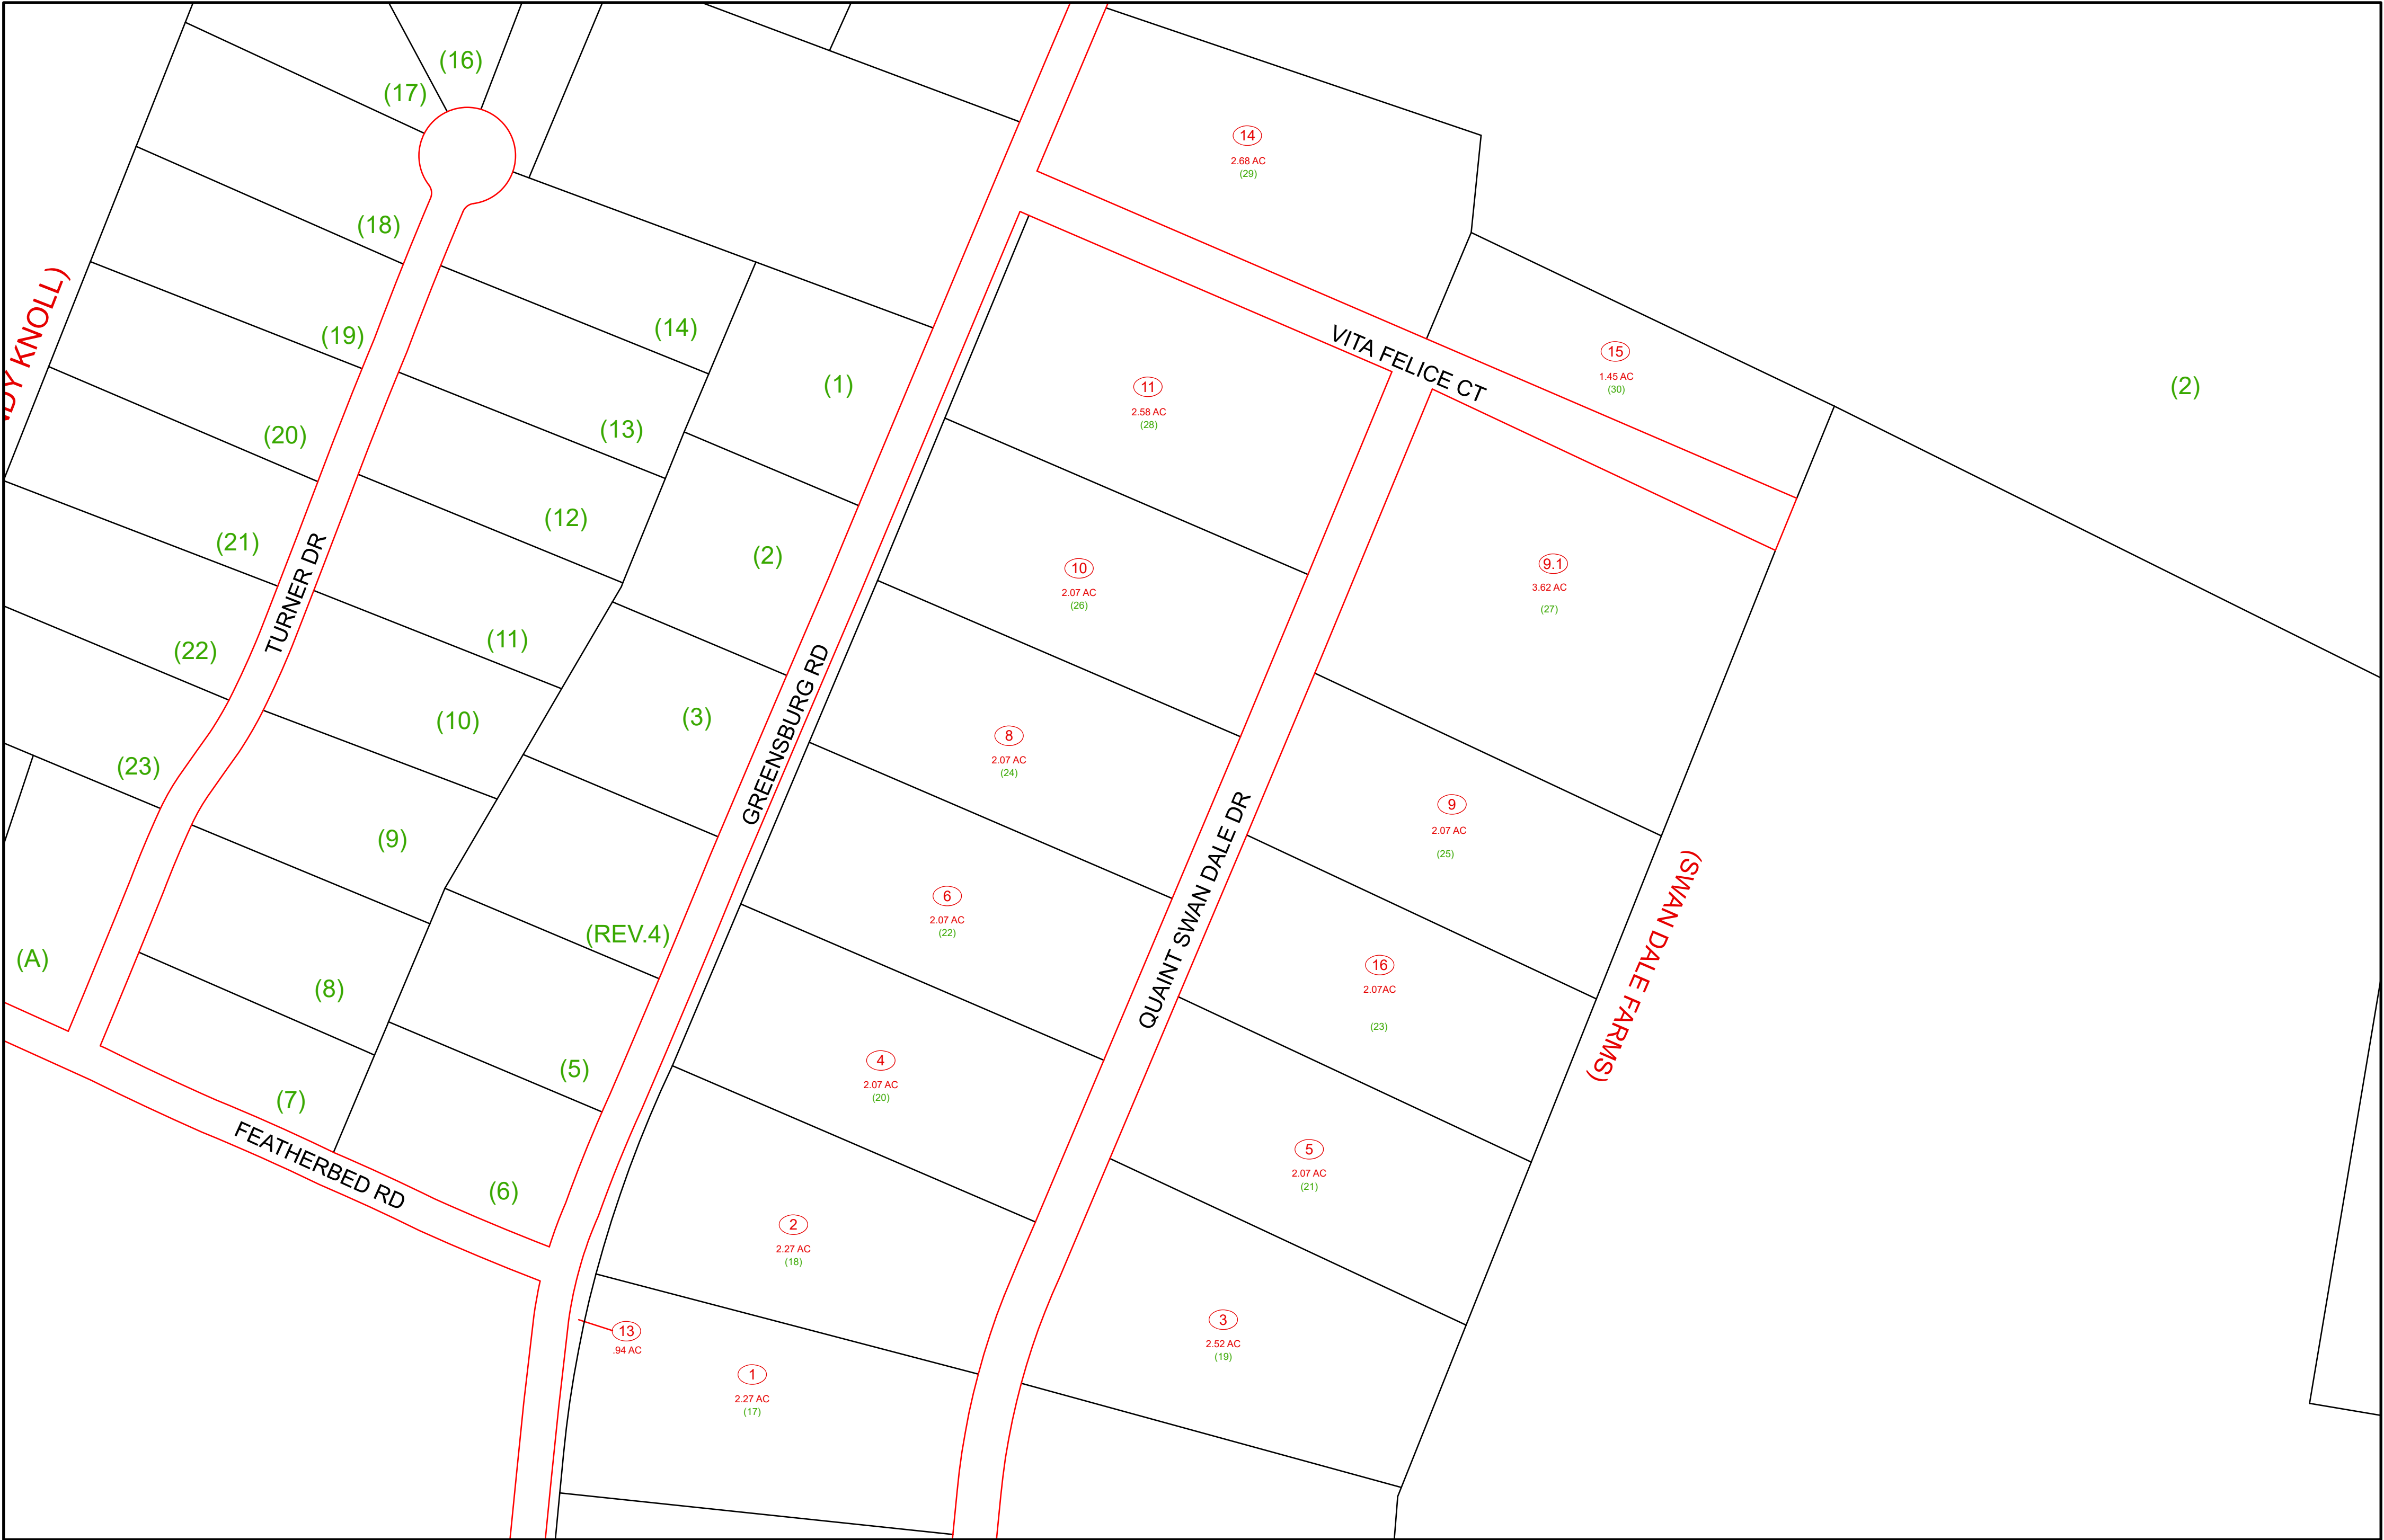 (16)
(17)
14
2.68 AC
(29)
(18)
(14)
(19)
15
1.45 AC
(30)
VITA FELICE CT
(1)
11
2.58 AC
(28)
(2)
(20)
(13)
(12)
(21)
(2)
9.1
3.62 AC
(27)
10
2.07 AC
(26)
TURNER DR
(11)
(22)
(3)
(10)
GREENSBURG RD
8
2.07 AC
(24)
(23)
9
2.07 AC
(25)
(9)
6
2.07 AC
(22)
QUAINT SWAN DALE DR
(REV.4)
(A)
16
2.07AC
(23)
(SWAN DALE FARMS)
(8)
(5)
4
2.07 AC
(20)
(7)
5
2.07 AC
(21)
FEATHERBED RD
(6)
2
2.27 AC
(18)
13
.94 AC
3
2.52 AC
(19)
1
2.27 AC
(17)
KNOLL)